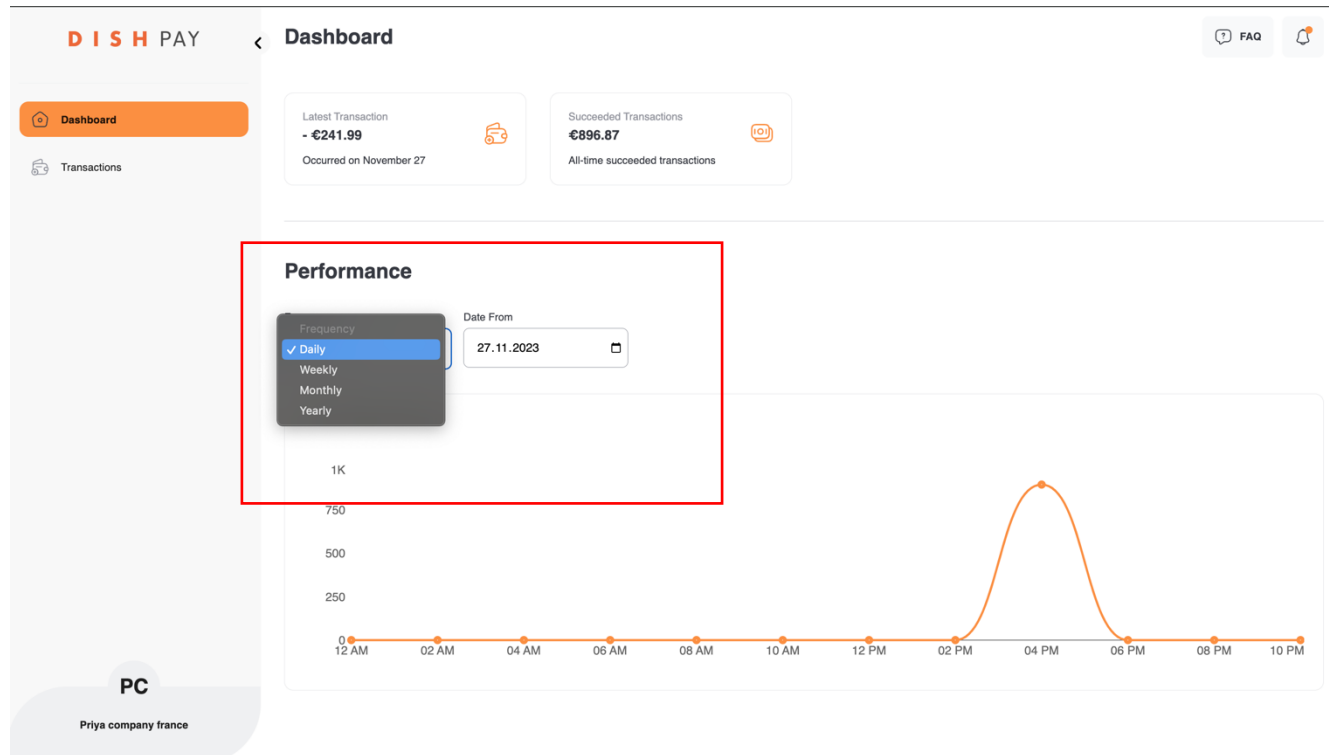 DISH PAY
Dashboard
FAQ
Dashboard
Transactions
Latest Transaction
- €241.99
Occurred on November 27
Succeeded Transactions
€896.87
All-time succeeded transactions
Performance
Date From
Frequency
✓ Daily
Weekly
Monthly
Yearly
27.11.2023
1K
750
500
250
0
12 AM 02 AM 04 AM 06 AM 08 AM 10 AM 12 PM 02 PM 04 PM 06 PM 08 PM 10 PM
PC
Priya company france